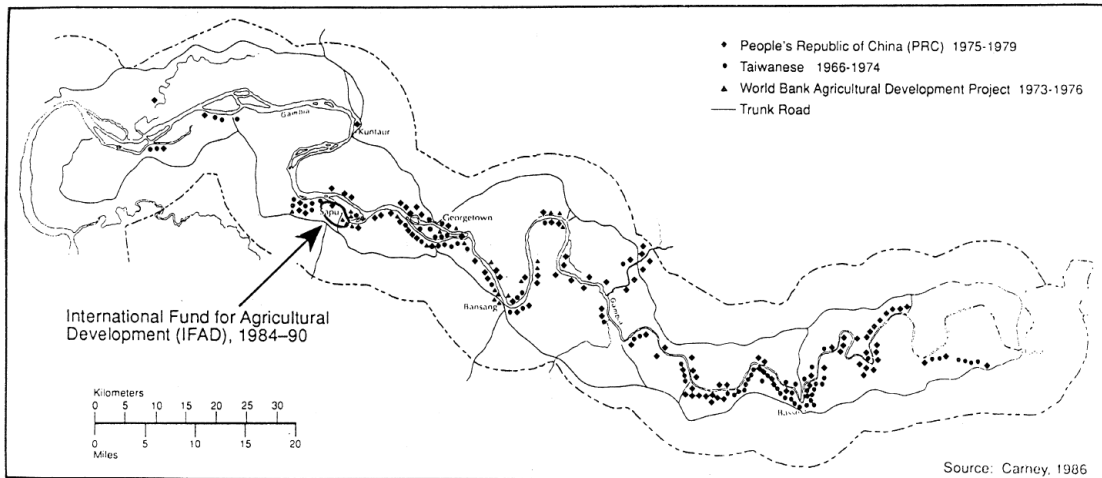 People's Republic of China (PRC) 1975-1979
Taiwanese 1966-1974
World Bank Agricultural Development Project 1973-1976
Trunk Road
Gambia
Kuntaur
Sapu
Georgetown
Bansang
Gambia
International Fund for Agricultural
Development (IFAD), 1984–90
Kilometers
0 5 10 15 20 25 30
0 5 10 15 20
Miles
Source: Carney, 1986